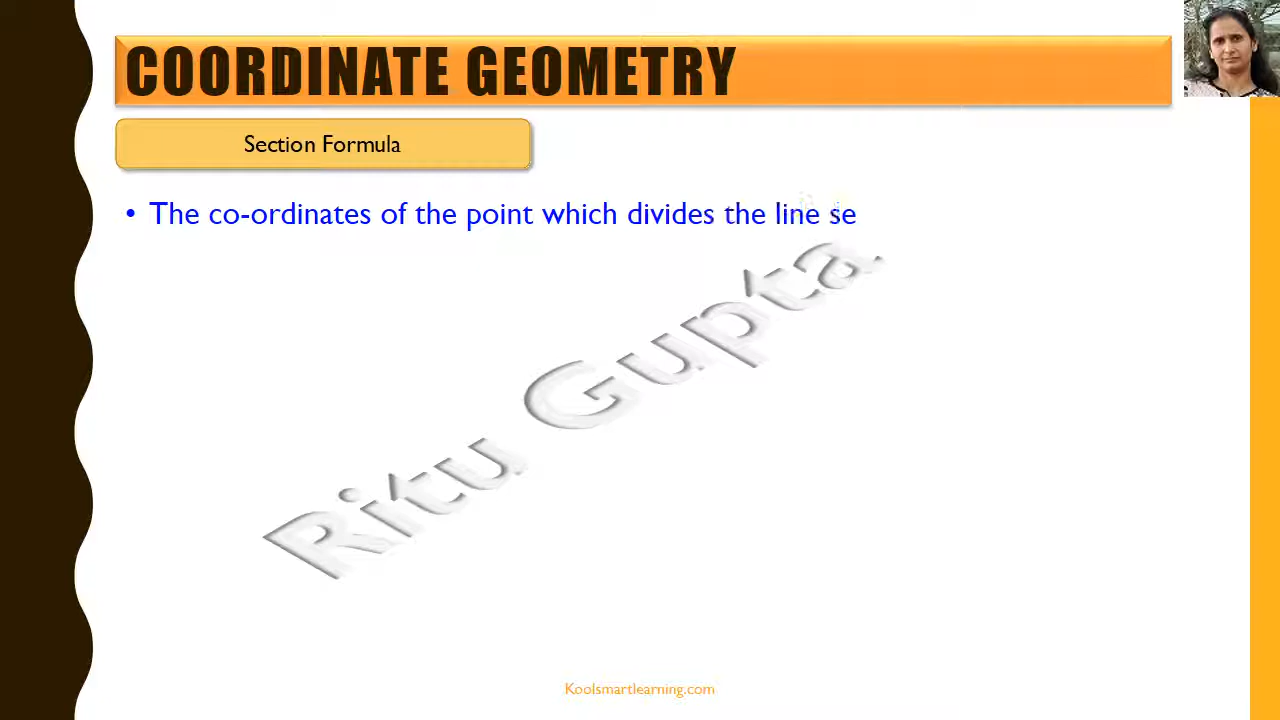 COORDINATE GEOMETRY
Section Formula
• The co-ordinates of the point which divides the line se
Ritu Gupta
Koolsmartlearning.com